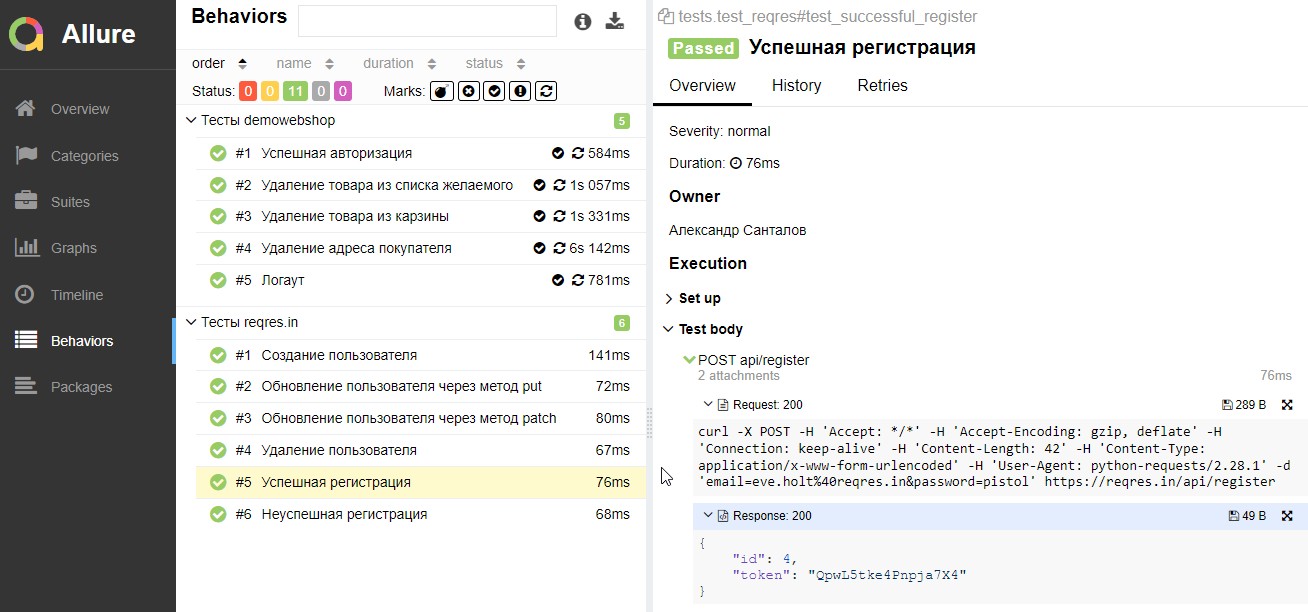 Allure
Overview
Categories
Suites
Graphs
Timeline
Behaviors
Packages
Behaviors
order name duration status
Status: 0 0 11 0 0 Marks:
Тесты demowebshop 5
#1 Успешная авторизация 584ms
#2 Удаление товара из списка желаемого 1s 057ms
#3 Удаление товара из карзины 1s 331ms
#4 Удаление адреса покупателя 6s 142ms
#5 Логаут 781ms
Тесты reqres.in 6
#1 Создание пользователя 141ms
#2 Обновление пользователя через метод put 72ms
#3 Обновление пользователя через метод patch 80ms
#4 Удаление пользователя 67ms
#5 Успешная регистрация 76ms
#6 Неуспешная регистрация 68ms
tests.test_reqres#test_successful_register
Passed Успешная регистрация
Overview History Retries
Severity: normal
Duration: 76ms
Owner
Александр Санталов
Execution
Set up
Test body
POST api/register
2 attachments 76ms
Request: 200 289 B
curl -X POST -H 'Accept: */*' -H 'Accept-Encoding: gzip, deflate' -H
'Connection: keep-alive' -H 'Content-Length: 42' -H 'Content-Type:
application/x-www-form-urlencoded' -H 'User-Agent: python-requests/2.28.1' -d
'email=eve.holt%40reqres.in&password=pistol' https://reqres.in/api/register
Response: 200 49 B
{
"id": 4,
"token": "QpwL5tke4Pnpja7X4"
}